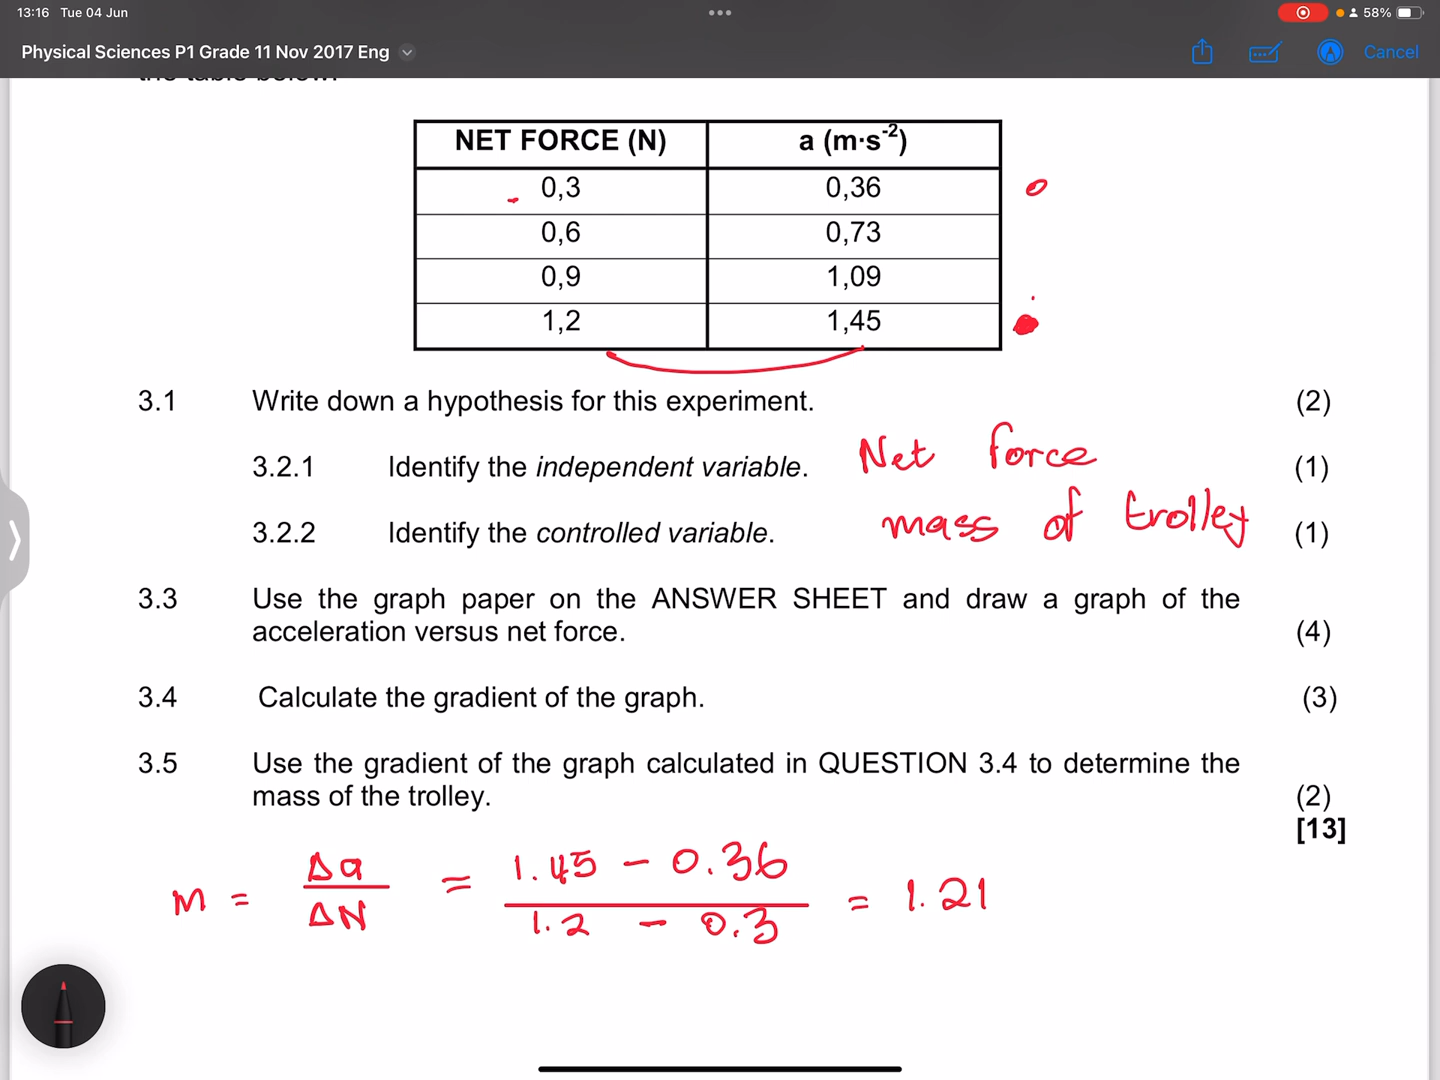 13:16 Tue 04 Jun
58%
Physical Sciences P1 Grade 11 Nov 2017 Eng
Cancel
the table below.
NET FORCE (N) a (m·s⁻²)
0,3 0,36
0,6 0,73
0,9 1,09
1,2 1,45
3.1 Write down a hypothesis for this experiment. (2)
3.2.1 Identify the independent variable. Net force (1)
3.2.2 Identify the controlled variable. mass of trolley (1)
3.3 Use the graph paper on the ANSWER SHEET and draw a graph of the
acceleration versus net force. (4)
3.4 Calculate the gradient of the graph. (3)
3.5 Use the gradient of the graph calculated in QUESTION 3.4 to determine the
mass of the trolley. (2)
[13]
m = Δa/ΔN = 1.45 - 0.36 / 1.2 - 0.3 = 1.21